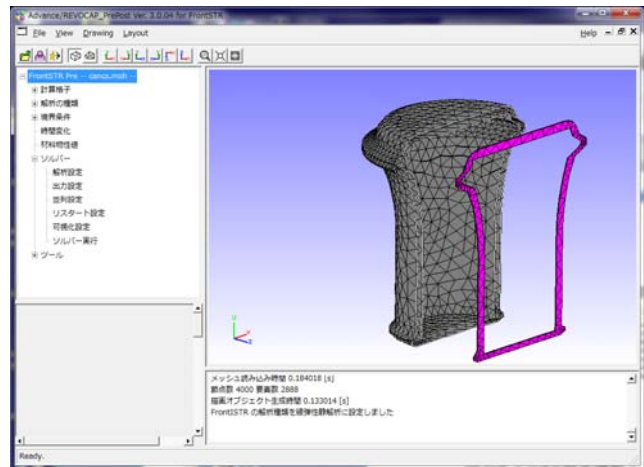 Advance/REVOCAP_PrePost Ver. 3.0.04 for FrontSTR
File View Drawing Layout Help
FrontSTR Pre -- canos.msh --
計算格子
解析の種類
境界条件
時間変化
材料物性値
ソルバー
解析設定
出力設定
並列設定
リスタート設定
可視化設定
ソルバー実行
ツール
メッシュ読み込み時間 0.184018 [s]
節点数 4000 要素数 2888
描画オブジェクト生成時間 0.133014 [s]
FrontISTR の解析種類を線弾性静解析に設定しました
Ready.